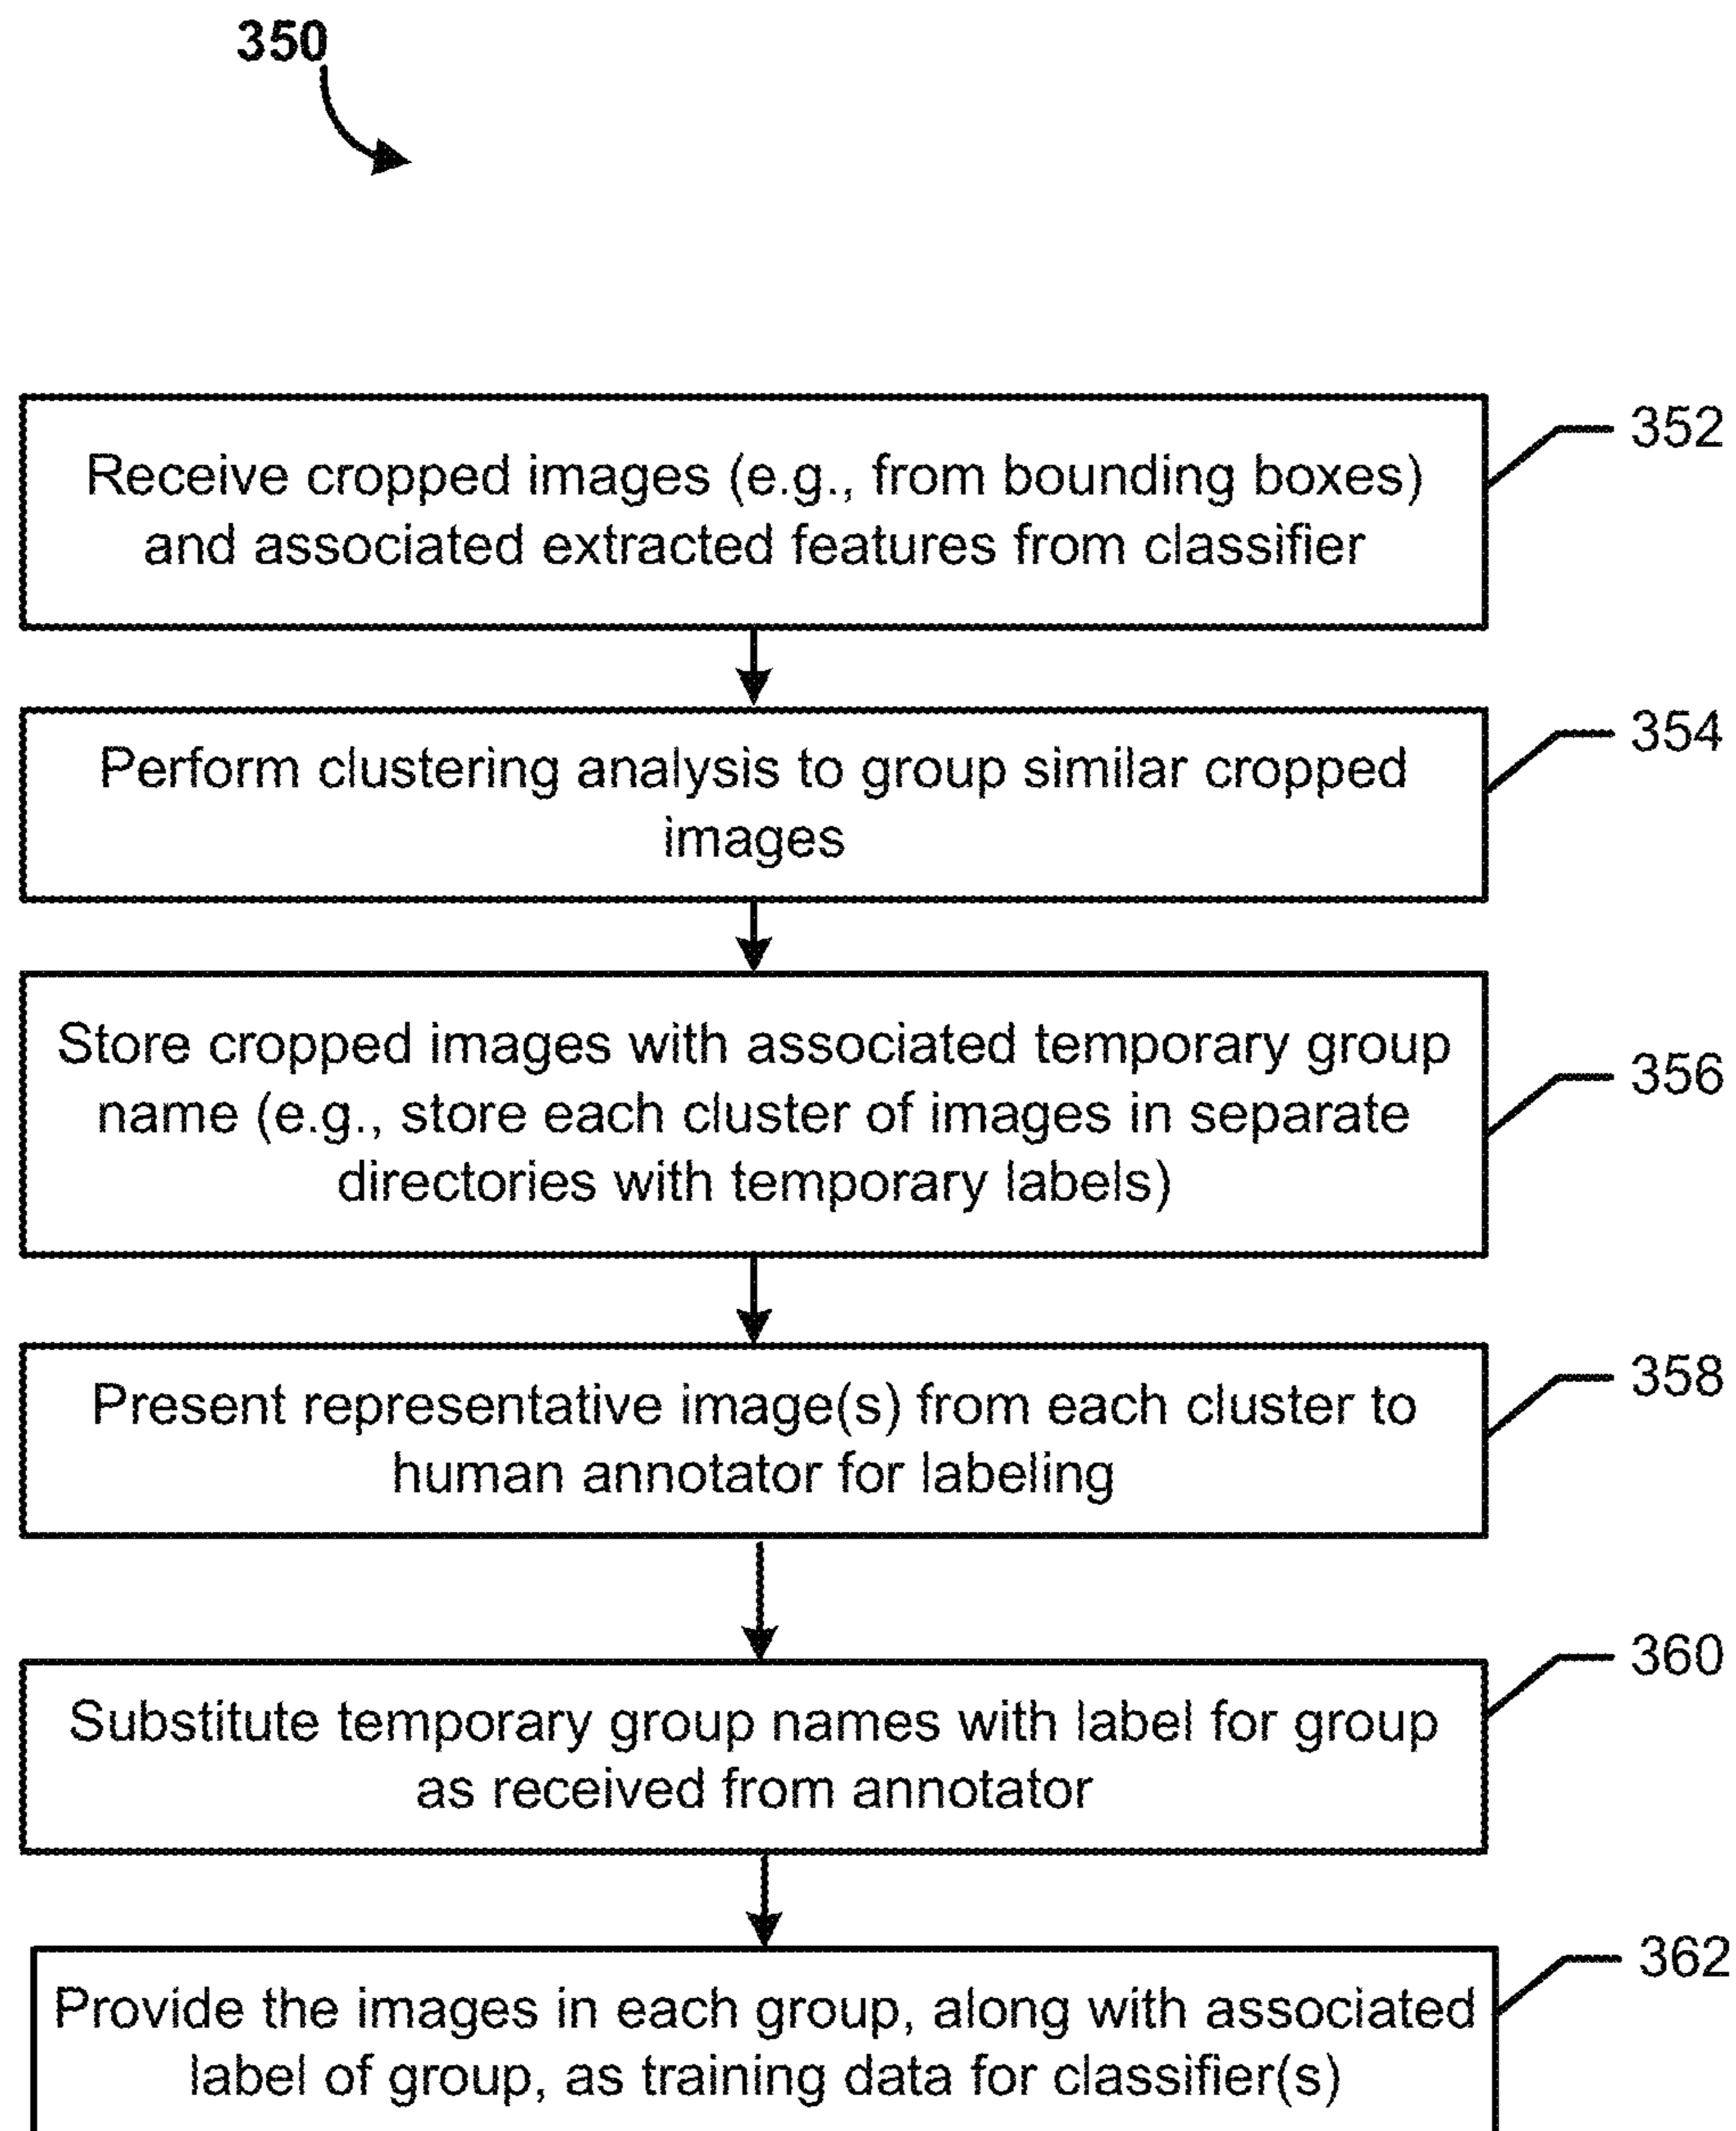 350
352
Receive cropped images (e.g., from bounding boxes)
and associated extracted features from classifier
354
Perform clustering analysis to group similar cropped
images
356
Store cropped images with associated temporary group
name (e.g., store each cluster of images in separate
directories with temporary labels)
358
Present representative image(s) from each cluster to
human annotator for labeling
360
Substitute temporary group names with label for group
as received from annotator
362
Provide the images in each group, along with associated
label of group, as training data for classifier(s)